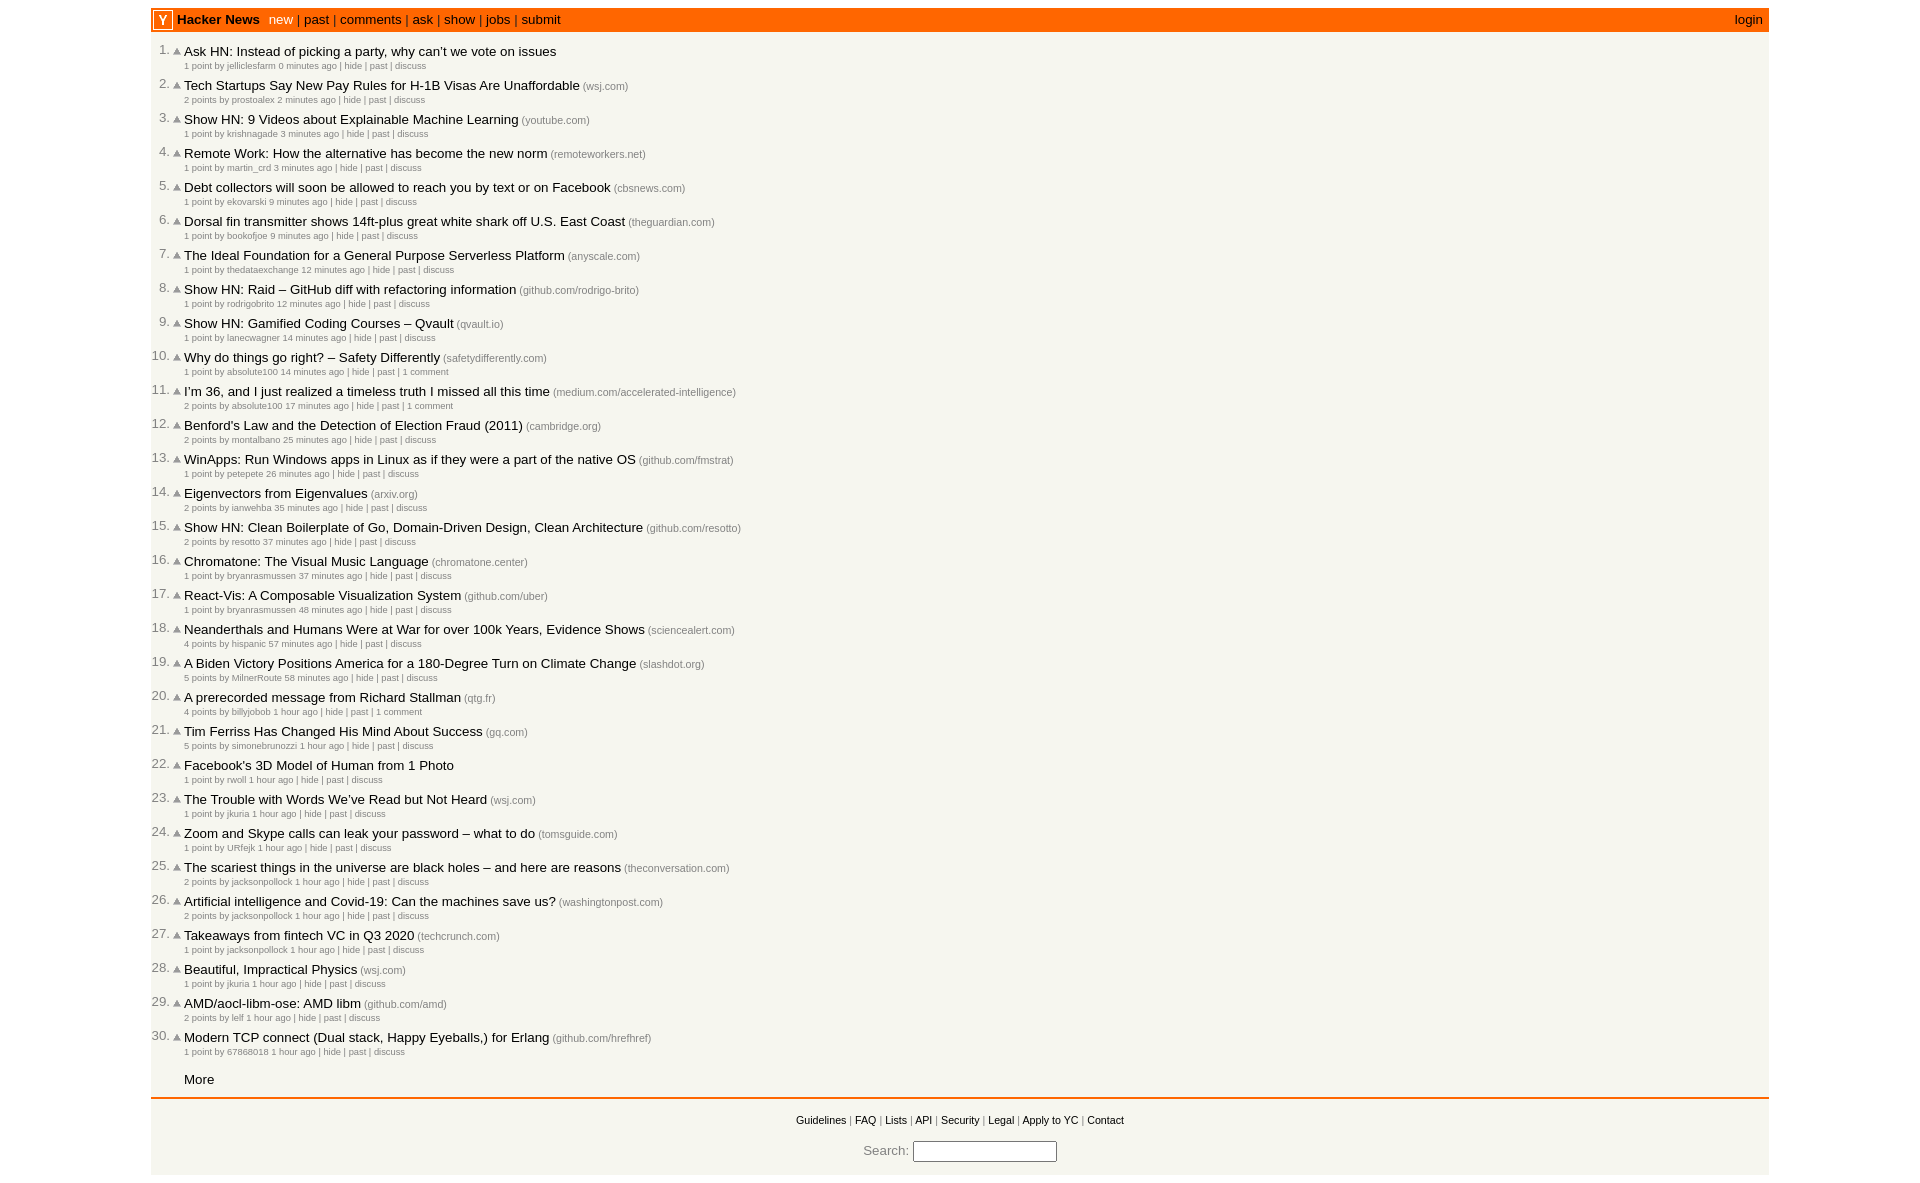 Y Hacker News new | past | comments | ask | show | jobs | submit login
1. Ask HN: Instead of picking a party, why can’t we vote on issues
1 point by jelliclesfarm 0 minutes ago | hide | past | discuss
2. Tech Startups Say New Pay Rules for H-1B Visas Are Unaffordable (wsj.com)
2 points by prostoalex 2 minutes ago | hide | past | discuss
3. Show HN: 9 Videos about Explainable Machine Learning (youtube.com)
1 point by krishnagade 3 minutes ago | hide | past | discuss
4. Remote Work: How the alternative has become the new norm (remoteworkers.net)
1 point by martin_crd 3 minutes ago | hide | past | discuss
5. Debt collectors will soon be allowed to reach you by text or on Facebook (cbsnews.com)
1 point by ekovarski 9 minutes ago | hide | past | discuss
6. Dorsal fin transmitter shows 14ft-plus great white shark off U.S. East Coast (theguardian.com)
1 point by bookofjoe 9 minutes ago | hide | past | discuss
7. The Ideal Foundation for a General Purpose Serverless Platform (anyscale.com)
1 point by thedataexchange 12 minutes ago | hide | past | discuss
8. Show HN: Raid – GitHub diff with refactoring information (github.com/rodrigo-brito)
1 point by rodrigobrito 12 minutes ago | hide | past | discuss
9. Show HN: Gamified Coding Courses – Qvault (qvault.io)
1 point by lanecwagner 14 minutes ago | hide | past | discuss
10. Why do things go right? – Safety Differently (safetydifferently.com)
1 point by absolute100 14 minutes ago | hide | past | 1 comment
11. I’m 36, and I just realized a timeless truth I missed all this time (medium.com/accelerated-intelligence)
2 points by absolute100 17 minutes ago | hide | past | 1 comment
12. Benford's Law and the Detection of Election Fraud (2011) (cambridge.org)
2 points by montalbano 25 minutes ago | hide | past | discuss
13. WinApps: Run Windows apps in Linux as if they were a part of the native OS (github.com/fmstrat)
1 point by petepete 26 minutes ago | hide | past | discuss
14. Eigenvectors from Eigenvalues (arxiv.org)
2 points by ianwehba 35 minutes ago | hide | past | discuss
15. Show HN: Clean Boilerplate of Go, Domain-Driven Design, Clean Architecture (github.com/resotto)
2 points by resotto 37 minutes ago | hide | past | discuss
16. Chromatone: The Visual Music Language (chromatone.center)
1 point by bryanrasmussen 37 minutes ago | hide | past | discuss
17. React-Vis: A Composable Visualization System (github.com/uber)
1 point by bryanrasmussen 48 minutes ago | hide | past | discuss
18. Neanderthals and Humans Were at War for over 100k Years, Evidence Shows (sciencealert.com)
4 points by hispanic 57 minutes ago | hide | past | discuss
19. A Biden Victory Positions America for a 180-Degree Turn on Climate Change (slashdot.org)
5 points by MilnerRoute 58 minutes ago | hide | past | discuss
20. A prerecorded message from Richard Stallman (qtg.fr)
4 points by billyjobob 1 hour ago | hide | past | 1 comment
21. Tim Ferriss Has Changed His Mind About Success (gq.com)
5 points by simonebrunozzi 1 hour ago | hide | past | discuss
22. Facebook's 3D Model of Human from 1 Photo
1 point by rwoll 1 hour ago | hide | past | discuss
23. The Trouble with Words We’ve Read but Not Heard (wsj.com)
1 point by jkuria 1 hour ago | hide | past | discuss
24. Zoom and Skype calls can leak your password – what to do (tomsguide.com)
1 point by URfejk 1 hour ago | hide | past | discuss
25. The scariest things in the universe are black holes – and here are reasons (theconversation.com)
2 points by jacksonpollock 1 hour ago | hide | past | discuss
26. Artificial intelligence and Covid-19: Can the machines save us? (washingtonpost.com)
2 points by jacksonpollock 1 hour ago | hide | past | discuss
27. Takeaways from fintech VC in Q3 2020 (techcrunch.com)
1 point by jacksonpollock 1 hour ago | hide | past | discuss
28. Beautiful, Impractical Physics (wsj.com)
1 point by jkuria 1 hour ago | hide | past | discuss
29. AMD/aocl-libm-ose: AMD libm (github.com/amd)
2 points by lelf 1 hour ago | hide | past | discuss
30. Modern TCP connect (Dual stack, Happy Eyeballs,) for Erlang (github.com/hrefhref)
1 point by 67868018 1 hour ago | hide | past | discuss
More
Guidelines | FAQ | Lists | API | Security | Legal | Apply to YC | Contact
Search: